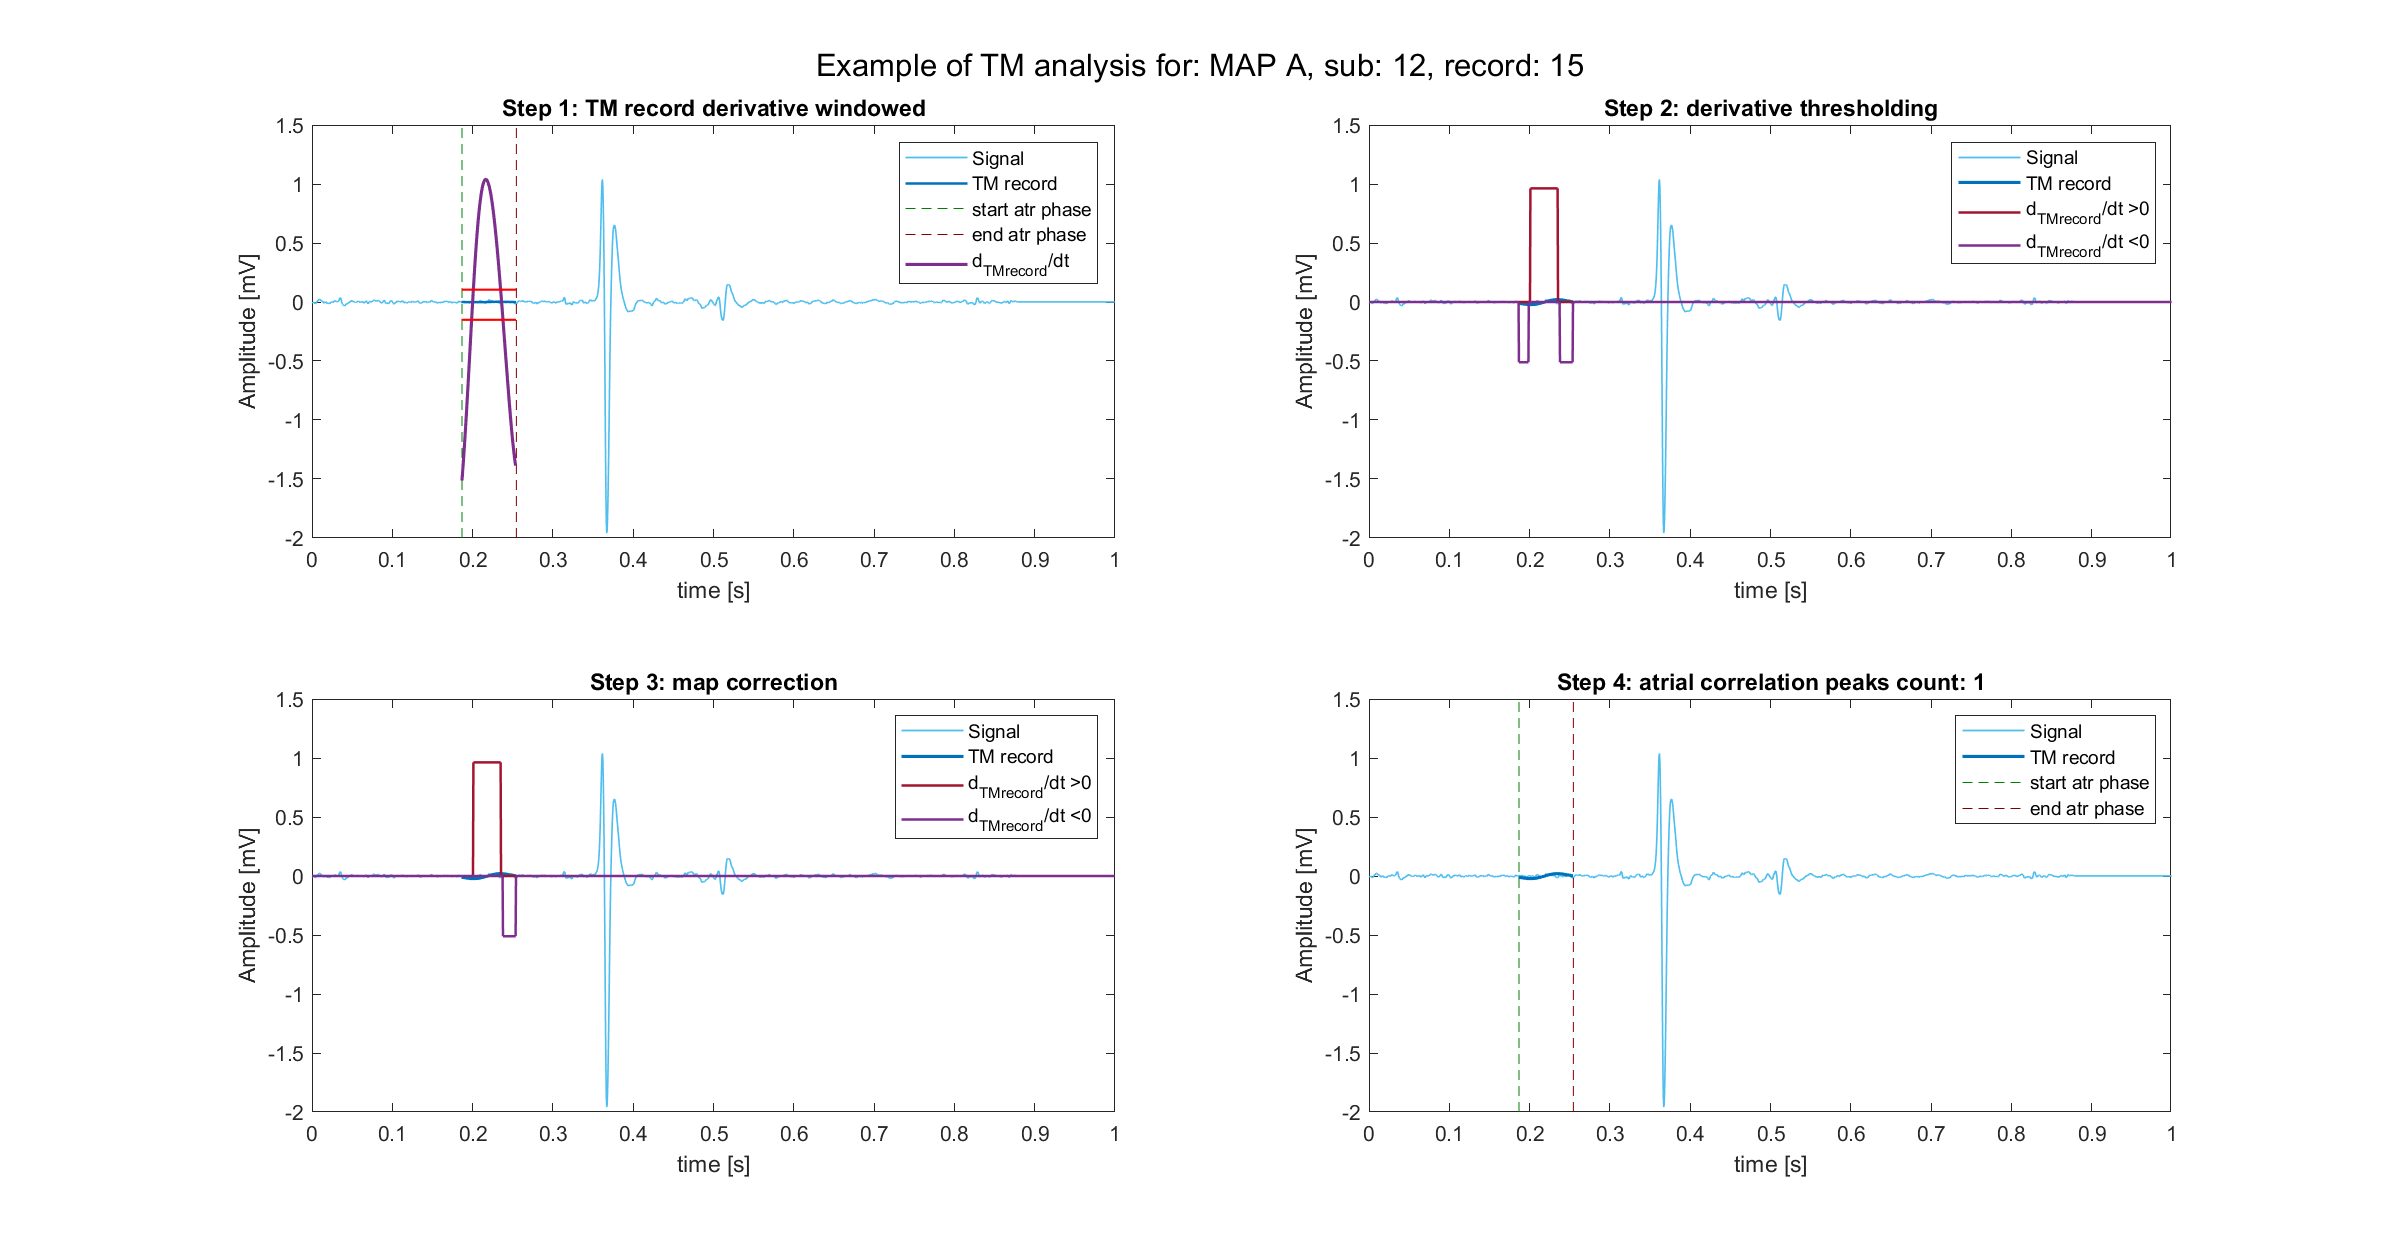 Example of TM analysis for: MAP A, sub: 12, record: 15
Step 1: TM record derivative windowed
1.5
1
0.5
0
-0.5
-1
-1.5
-2
Amplitude [mV]
0 0.1 0.2 0.3 0.4 0.5 0.6 0.7 0.8 0.9 1
time [s]
Signal
TM record
start atr phase
end atr phase
dTMrecord/dt
Step 2: derivative thresholding
1.5
1
0.5
0
-0.5
-1
-1.5
-2
Amplitude [mV]
0 0.1 0.2 0.3 0.4 0.5 0.6 0.7 0.8 0.9 1
time [s]
Signal
TM record
dTMrecord/dt >0
dTMrecord/dt <0
Step 3: map correction
1.5
1
0.5
0
-0.5
-1
-1.5
-2
Amplitude [mV]
0 0.1 0.2 0.3 0.4 0.5 0.6 0.7 0.8 0.9 1
time [s]
Signal
TM record
dTMrecord/dt >0
dTMrecord/dt <0
Step 4: atrial correlation peaks count: 1
1.5
1
0.5
0
-0.5
-1
-1.5
-2
Amplitude [mV]
0 0.1 0.2 0.3 0.4 0.5 0.6 0.7 0.8 0.9 1
time [s]
Signal
TM record
start atr phase
end atr phase